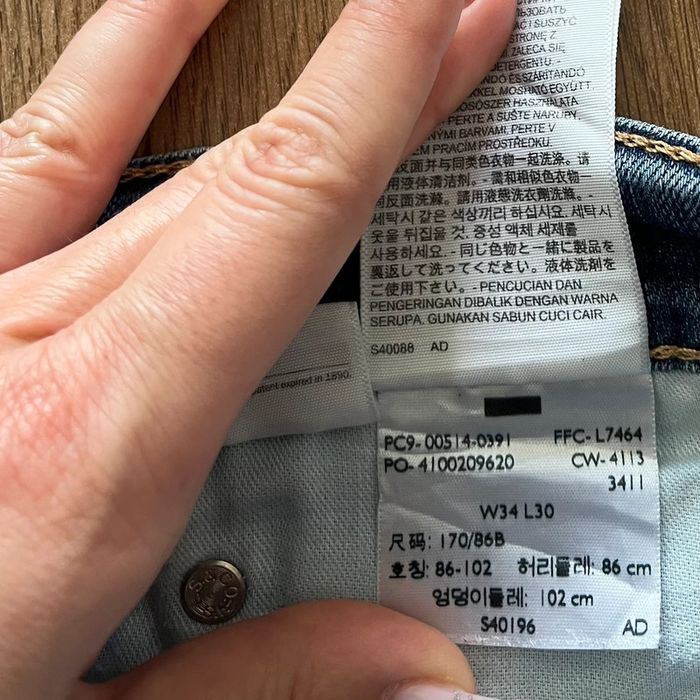 ŁZOWAĆ
I SUSZYĆ
STRONĘ Z
ZALECA SIĘ
DETERGENTU. -
ÉS SZÁRÍTANDÓ
KKEL MOSHATÓ EGYÜTT.
MOSÓSZER HASZNÁLATA
PERTE A SUŠTE NARUBY,
NÝMI BARVAMI. PERTE V
EM PRACÍM PROSTŘEDKU.
反面并与同类色衣物一起洗涤。请
用液体清洁剂。- 需和相似色衣物一
同反面洗滌。請用液態洗衣劑洗滌。-
세탁시 같은 색상끼리 하십시요. 세탁시
옷을 뒤집을 것. 중성 액체 세제를
사용하세요. - 同じ色物と一緒に製品を
裏返して洗ってください。液体洗剤をご
使用下さい。- PENCUCIAN DAN
PENGERINGAN DIBALIK DENGAN WARNA
SERUPA. GUNAKAN SABUN CUCI CAIR.
S40088 AD
patent expired in 1890.
PC9- 00514-0391 FFC- L7464
PO- 4100209620 CW- 4113
3411
W34 L30
尺码: 170/86B
호칭: 86-102 허리둘레: 86 cm
엉덩이둘레: 102 cm
S40196 AD
S.&CO.